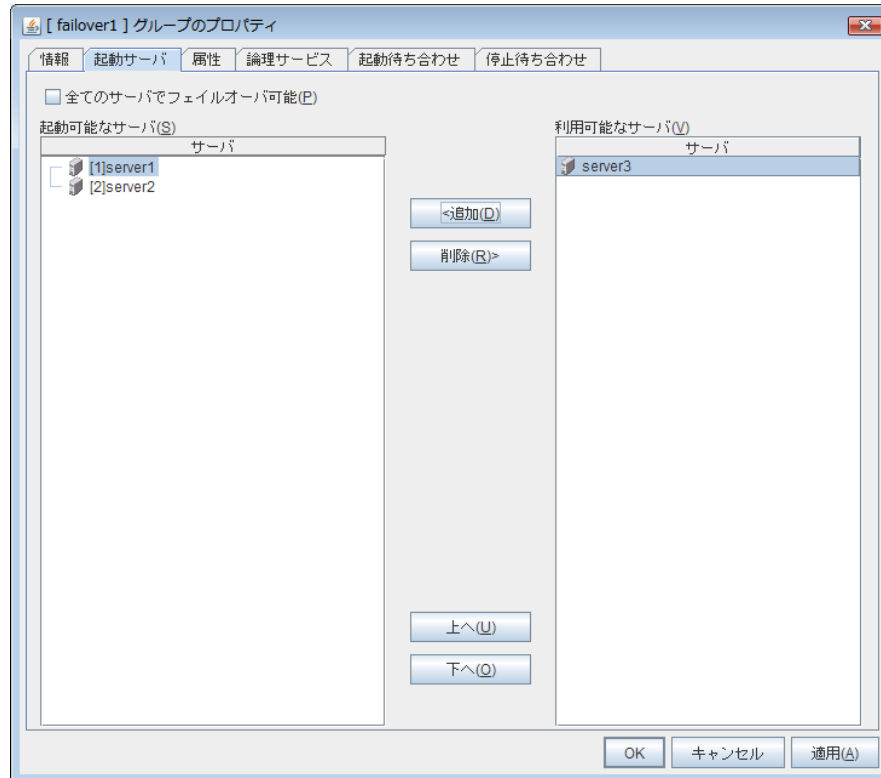 [ failover1 ] グループのプロパティ
情報 起動サーバ 属性 論理サービス 起動待ち合わせ 停止待ち合わせ
全てのサーバでフェイルオーバ可能(P)
起動可能なサーバ(S) 利用可能なサーバ(V)
サーバ サーバ
[1]server1 server3
[2]server2
<追加(D)
削除(R)>
上へ(U)
下へ(O)
OK キャンセル 適用(A)